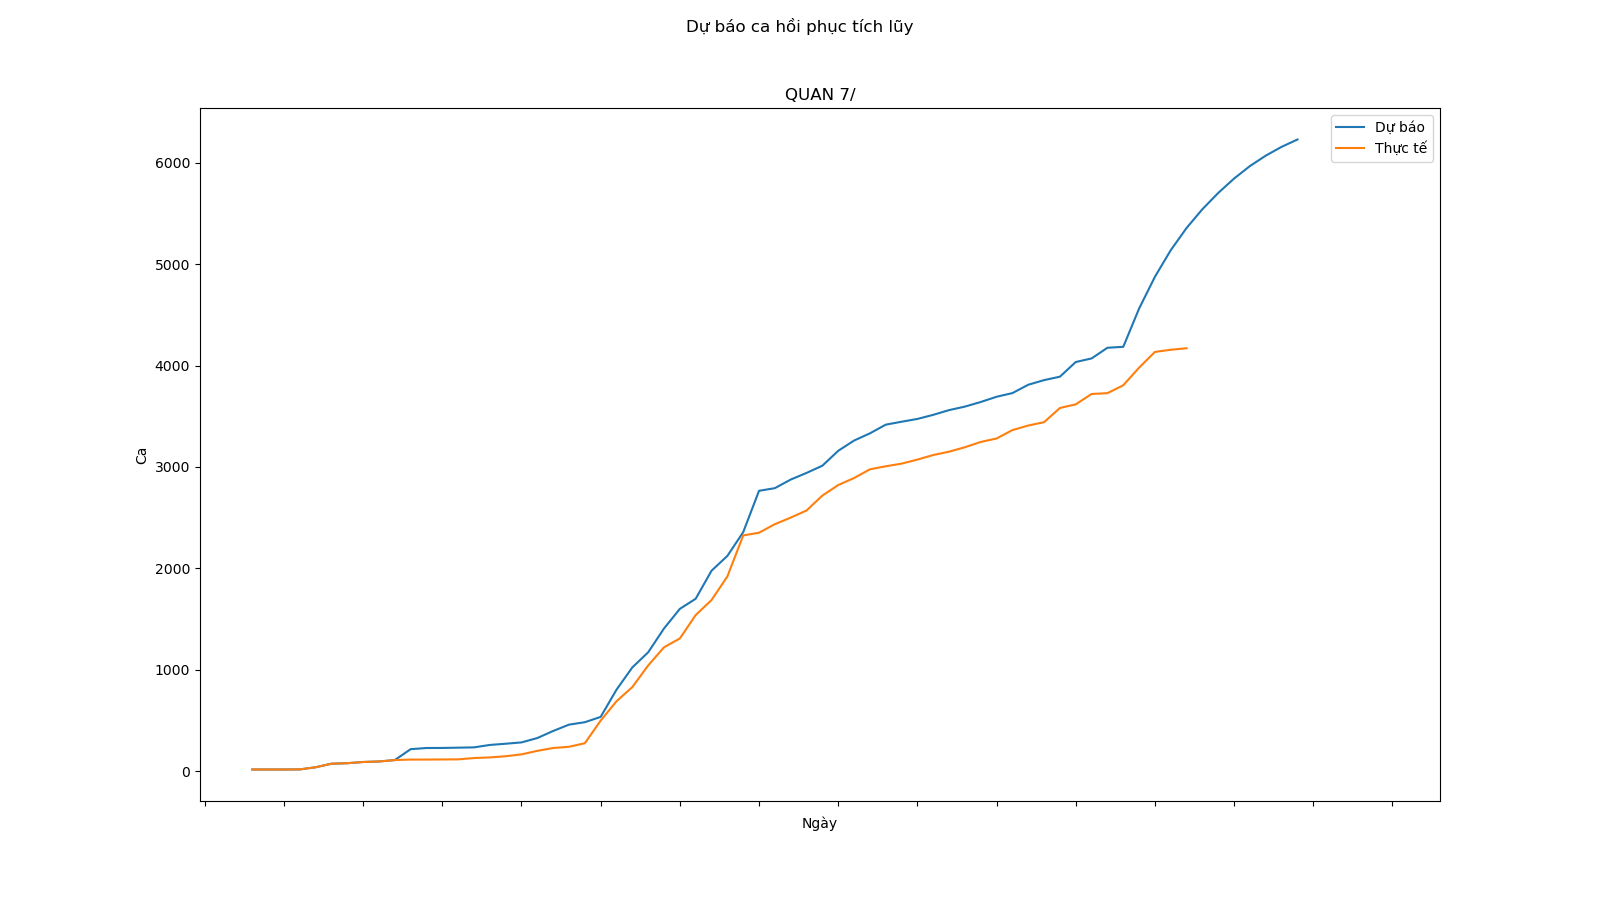 Dự báo ca hồi phục tích lũy
QUAN 7/
Dự báo
Thực tế
6000
5000
4000
3000
2000
1000
0
Ca
Ngày